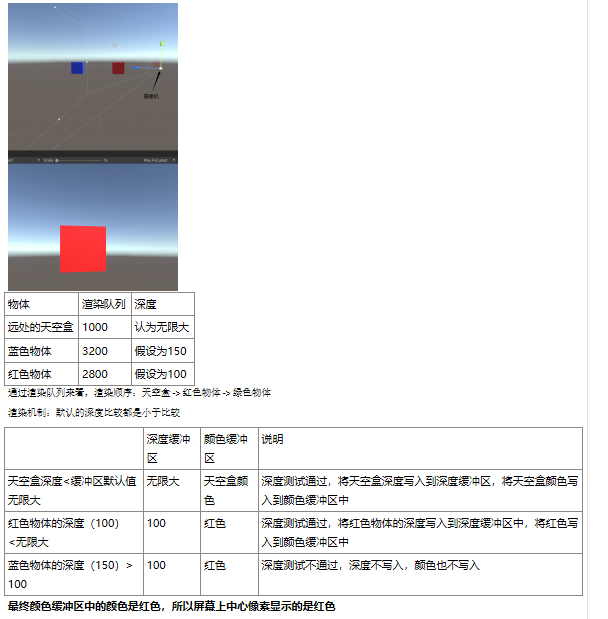 摄像机
Scale
1x
Play Focused
物体 渲染队列 深度
远处的天空盒 1000 认为无限大
蓝色物体 3200 假设为150
红色物体 2800 假设为100
通过渲染队列来看，渲染顺序：天空盒 -> 红色物体 -> 绿色物体
渲染机制：默认的深度比较都是小于比较
深度缓冲 颜色缓冲 说明
区 区
天空盒深度<缓冲区默认值 无限大 天空盒颜 深度测试通过，将天空盒深度写入到深度缓冲区，将天空盒颜色写
无限大 色 入到颜色缓冲区中
红色物体的深度（100） 100 红色 深度测试通过，将红色物体的深度写入到深度缓冲区中，将红色写
<无限大 入到颜色缓冲区中
蓝色物体的深度（150）> 100 红色 深度测试不通过，深度不写入，颜色也不写入
100
最终颜色缓冲区中的颜色是红色，所以屏幕上中心像素显示的是红色